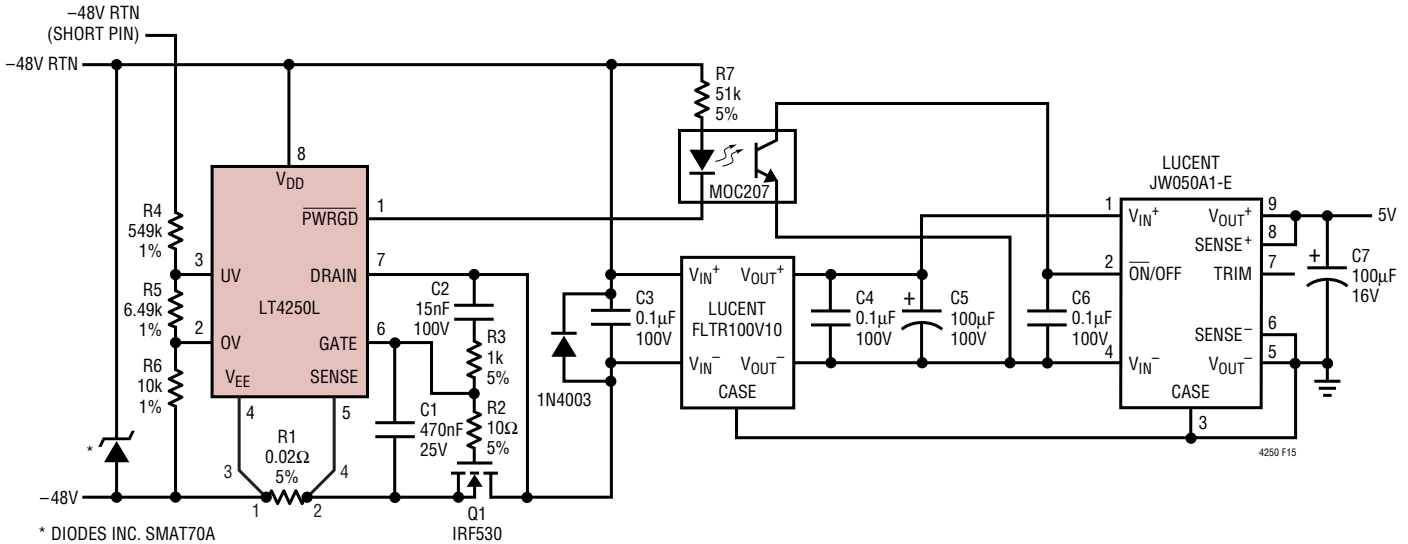 –48V RTN
(SHORT PIN)
–48V RTN
R4
549k
1%
R5
6.49k
1%
R6
10k
1%
*
–48V
* DIODES INC. SMAT70A
8
VDD
PWRGD
1
3
UV
DRAIN
7
LT4250L
2
OV
GATE
6
VEE
SENSE
4
5
R1
0.02Ω
5%
3
4
1
2
C1
470nF
25V
C2
15nF
100V
R3
1k
5%
R2
10Ω
5%
Q1
IRF530
1N4003
C3
0.1µF
100V
R7
51k
5%
MOC207
VIN+
VOUT+
LUCENT
FLTR100V10
VIN–
VOUT–
CASE
C4
0.1µF
100V
+
C5
100µF
100V
C6
0.1µF
100V
LUCENT
JW050A1-E
1
VIN+
VOUT+
9
5V
SENSE+
8
2
ON/OFF
TRIM
7
SENSE–
6
4
VIN–
VOUT–
5
CASE
3
+
C7
100µF
16V
4250 F15